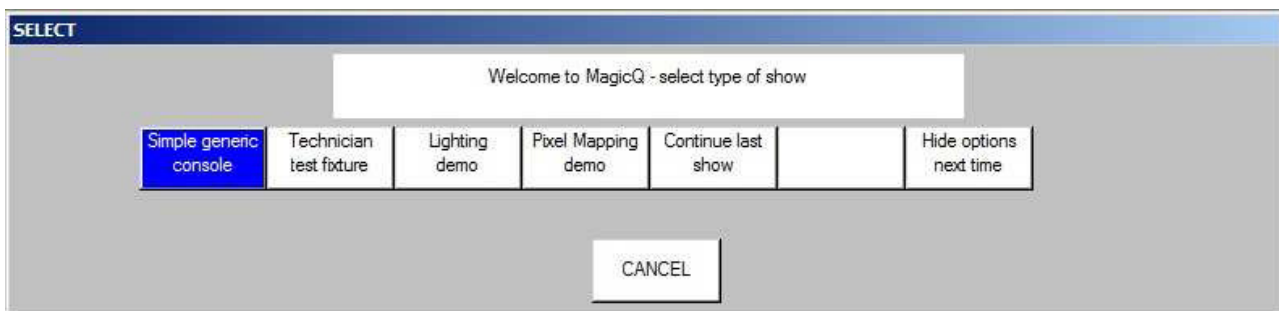 SELECT
Welcome to MagicQ - select type of show
Simple generic
console
Technician
test fixture
Lighting
demo
Pixel Mapping
demo
Continue last
show
Hide options
next time
CANCEL